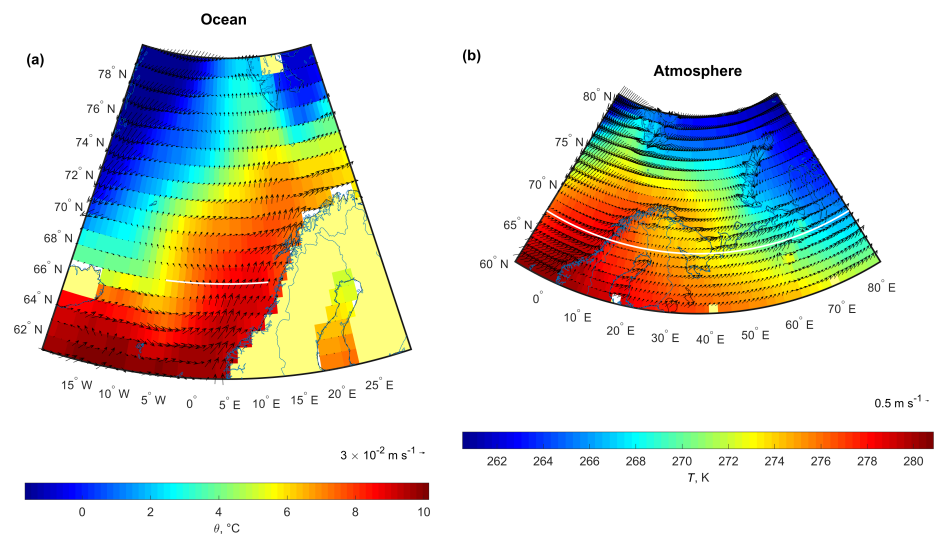 Ocean
(a)
78° N
76° N
74° N
72° N
70° N
68° N
66° N
64° N
62° N
15° W
10° W
5° W
0°
5° E
10° E
15° E
20° E
25° E
3 × 10⁻² m s⁻¹
0 2 4 6 8 10
θ, °C
(b)
Atmosphere
80° N
75° N
70° N
65° N
60° N
0°
10° E
20° E
30° E
40° E
50° E
60° E
70° E
80° E
0.5 m s⁻¹
262 264 266 268 270 272 274 276 278 280
T, K